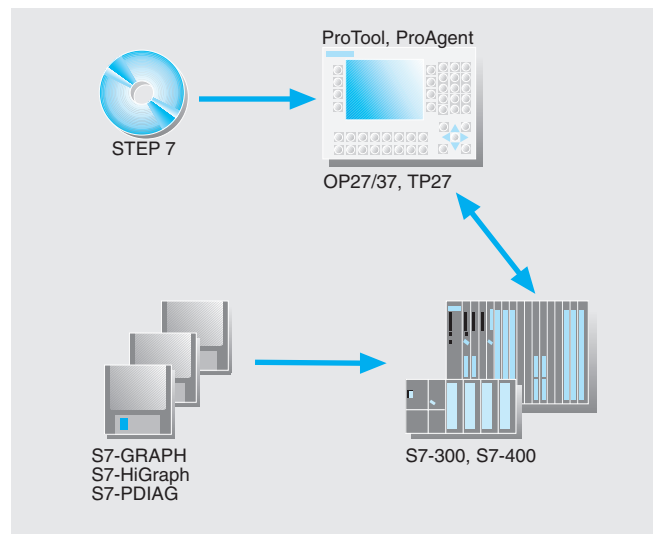 ProTool, ProAgent
STEP 7
OP27/37, TP27
S7-GRAPH
S7-HiGraph
S7-PDIAG
S7-300, S7-400